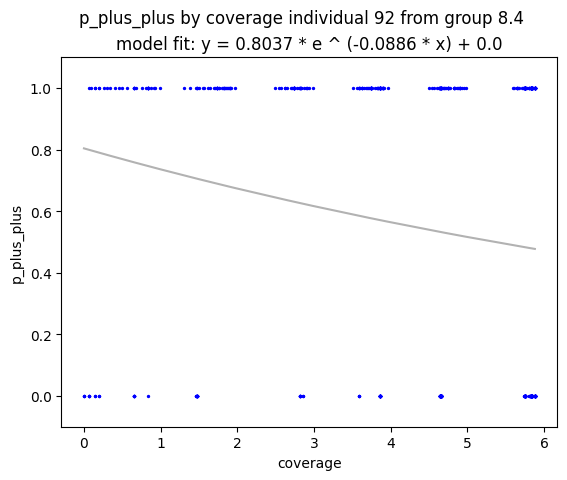 p_plus_plus by coverage individual 92 from group 8.4
model fit: y = 0.8037 * e ^ (-0.0886 * x) + 0.0
1.0
0.8
0.6
0.4
0.2
0.0
p_plus_plus
0 1 2 3 4 5 6
coverage